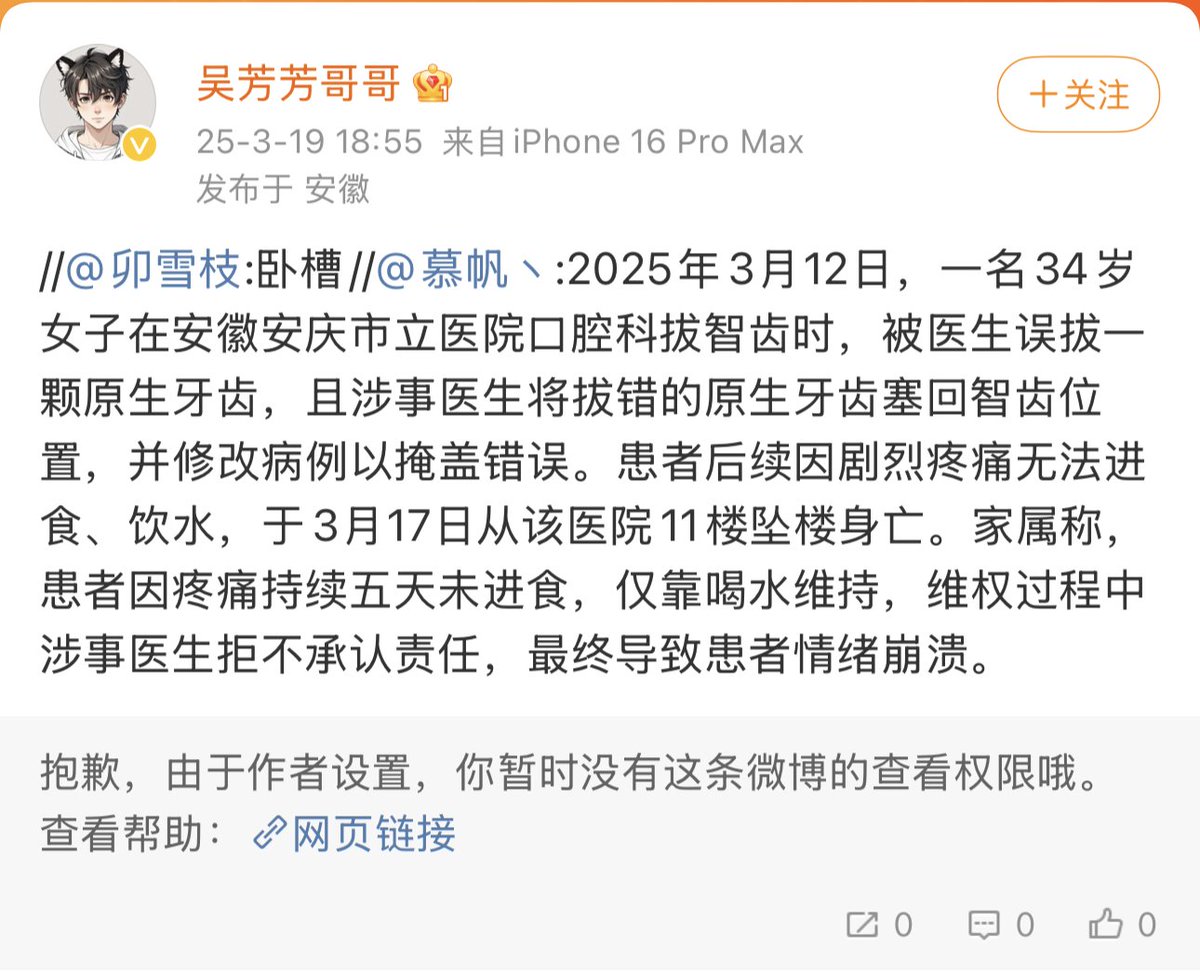 吴芳芳哥哥
+关注
25-3-19 18:55 来自 iPhone 16 Pro Max
发布于 安徽
//@卯雪枝:卧槽//@慕帆丶:2025年3月12日，一名34岁
女子在安徽安庆市立医院口腔科拔智齿时，被医生误拔一
颗原生牙齿，且涉事医生将拔错的原生牙齿塞回智齿位
置，并修改病例以掩盖错误。患者后续因剧烈疼痛无法进
食、饮水，于3月17日从该医院11楼坠楼身亡。家属称，
患者因疼痛持续五天未进食，仅靠喝水维持，维权过程中
涉事医生拒不承认责任，最终导致患者情绪崩溃。
抱歉，由于作者设置，你暂时没有这条微博的查看权限哦。
查看帮助：网页链接
0 0 0